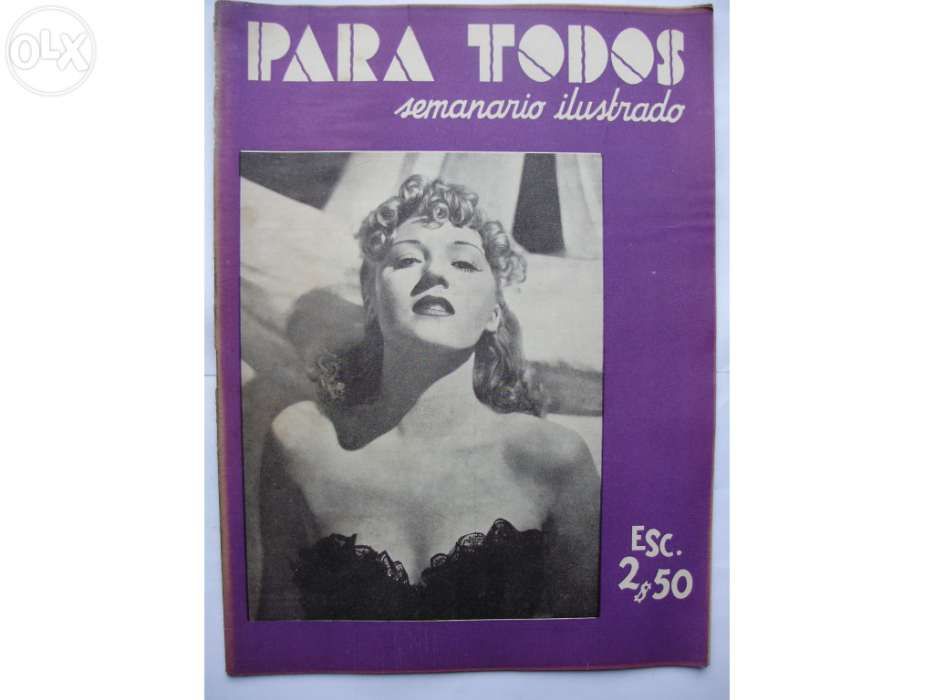 OLX
PARA TODOS
semanario ilustrado
ESC.
2$50